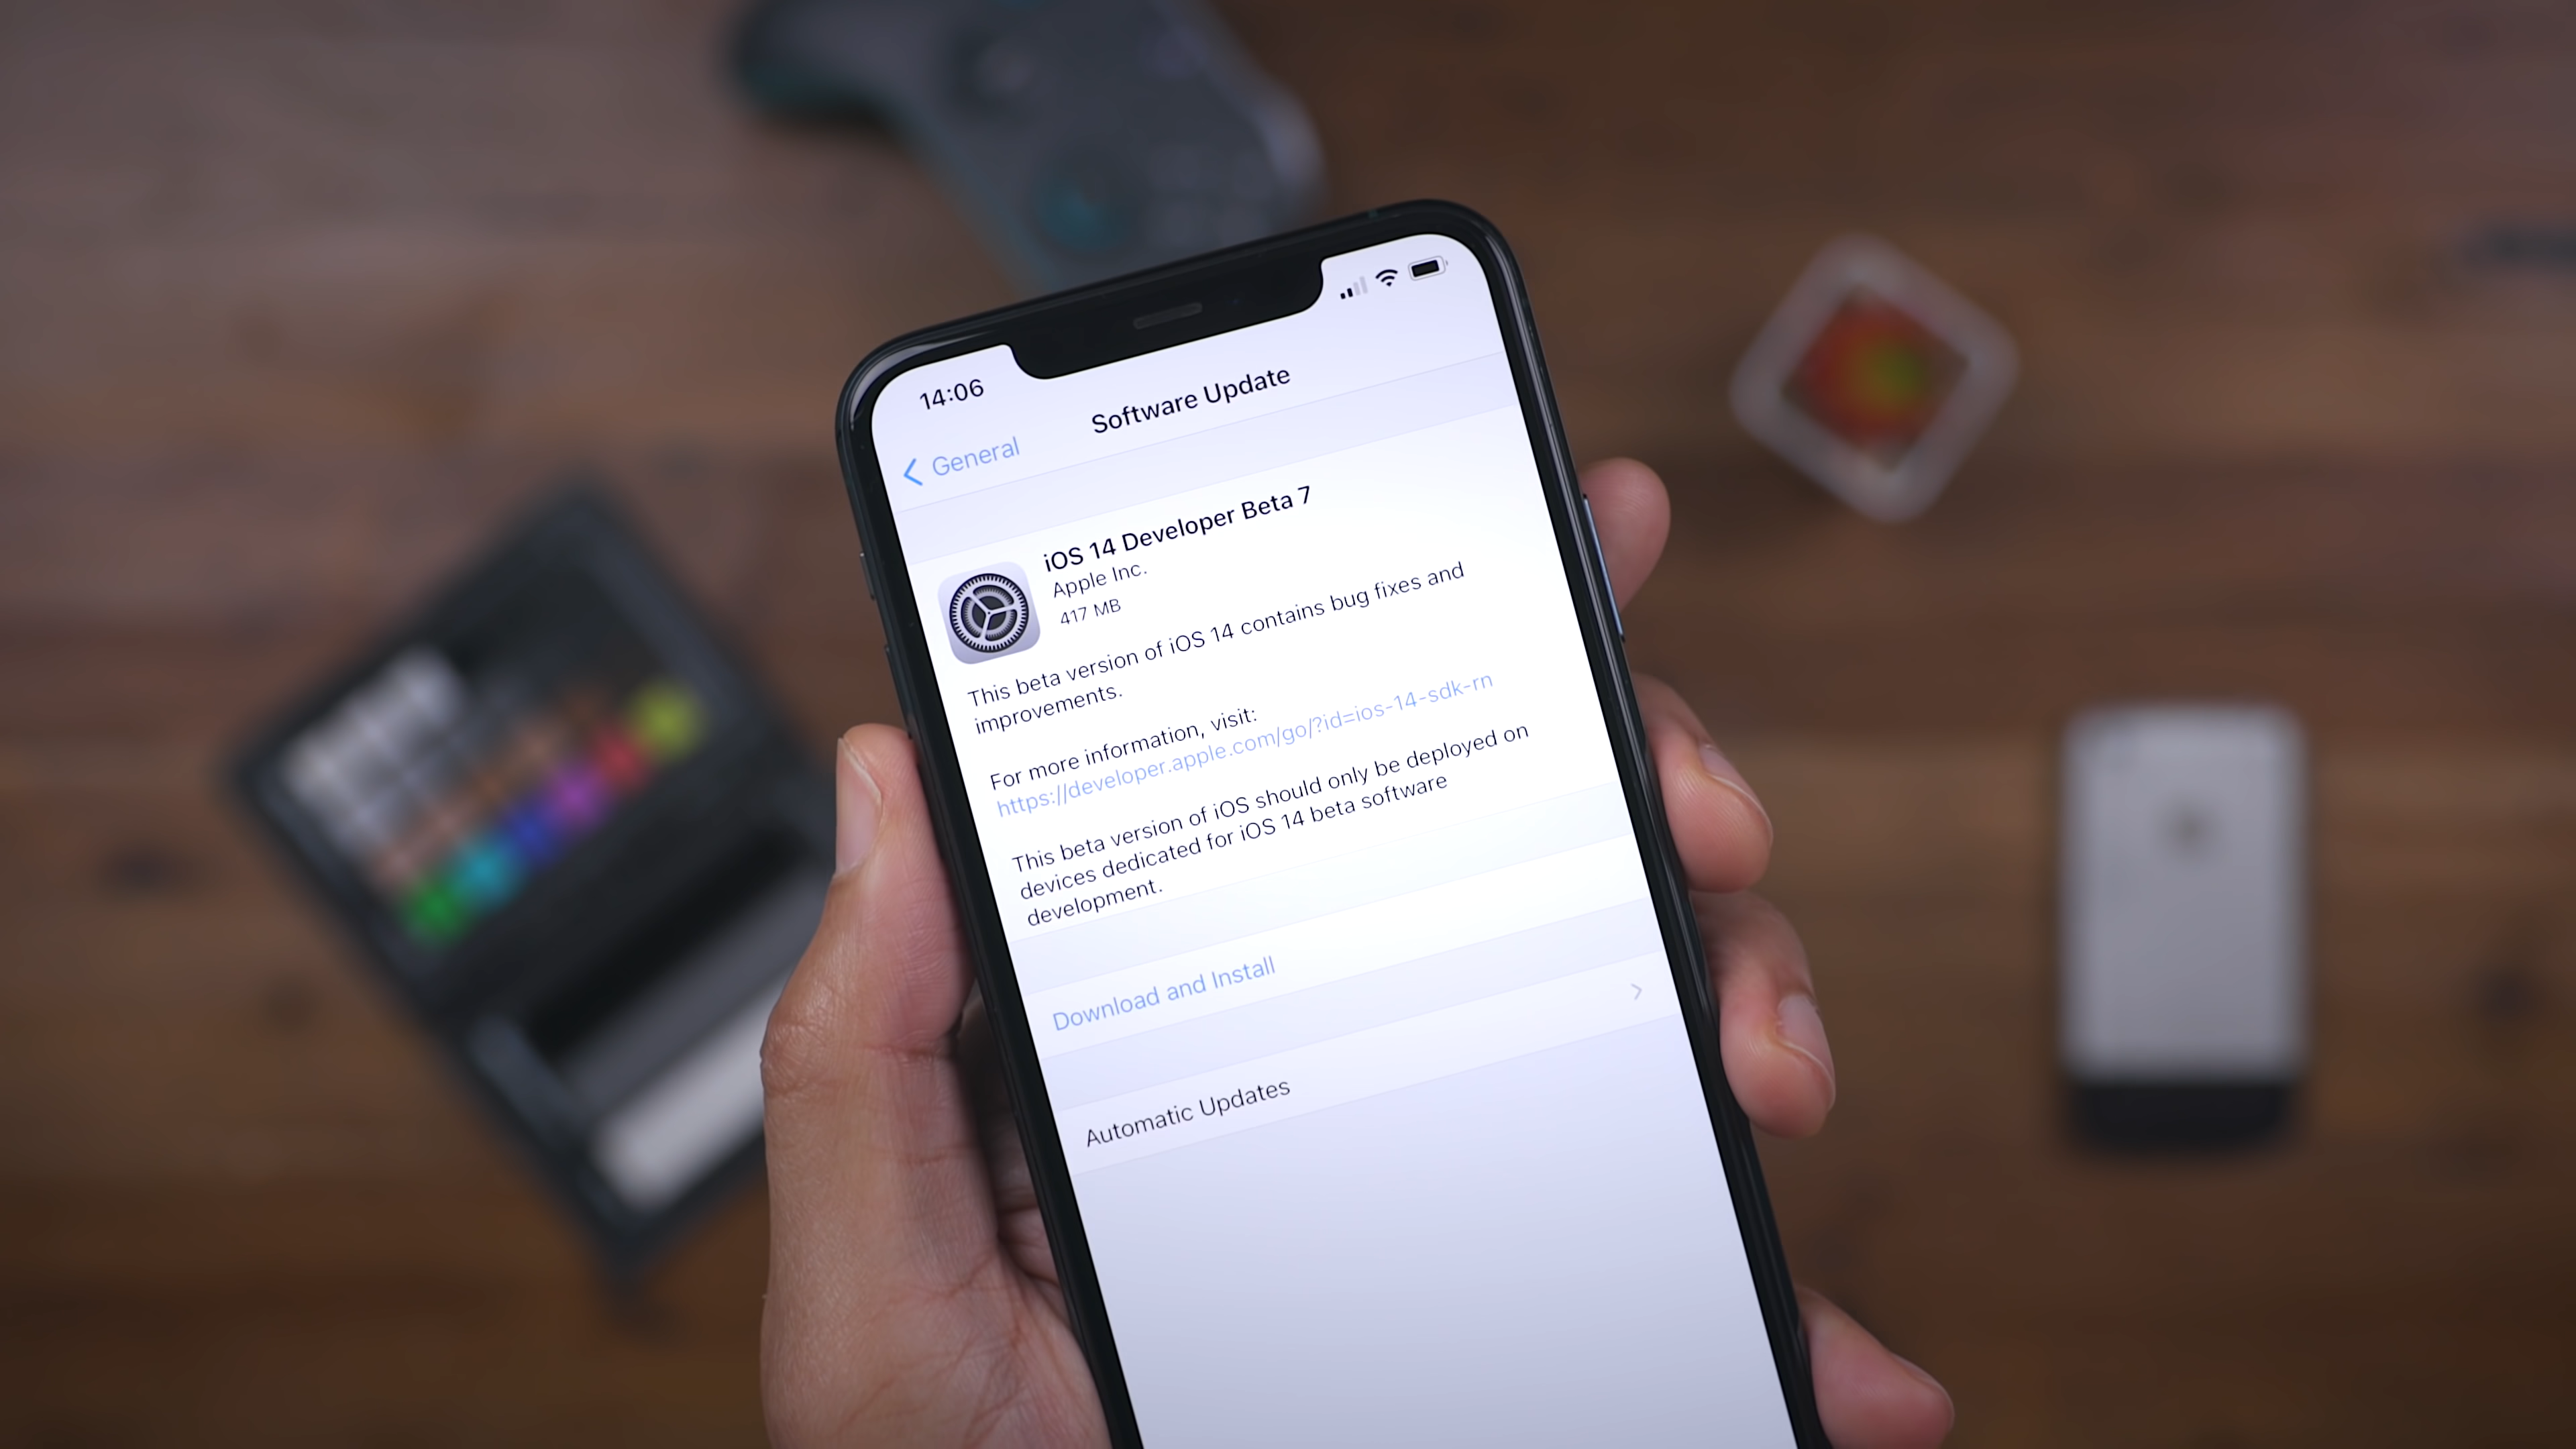 14:06
General
Software Update
iOS 14 Developer Beta 7
Apple Inc.
417 MB
This beta version of iOS 14 contains bug fixes and
improvements.
For more information, visit:
https://developer.apple.com/go/?id=ios-14-sdk-rn
This beta version of iOS should only be deployed on
devices dedicated for iOS 14 beta software
development.
Download and Install
Automatic Updates